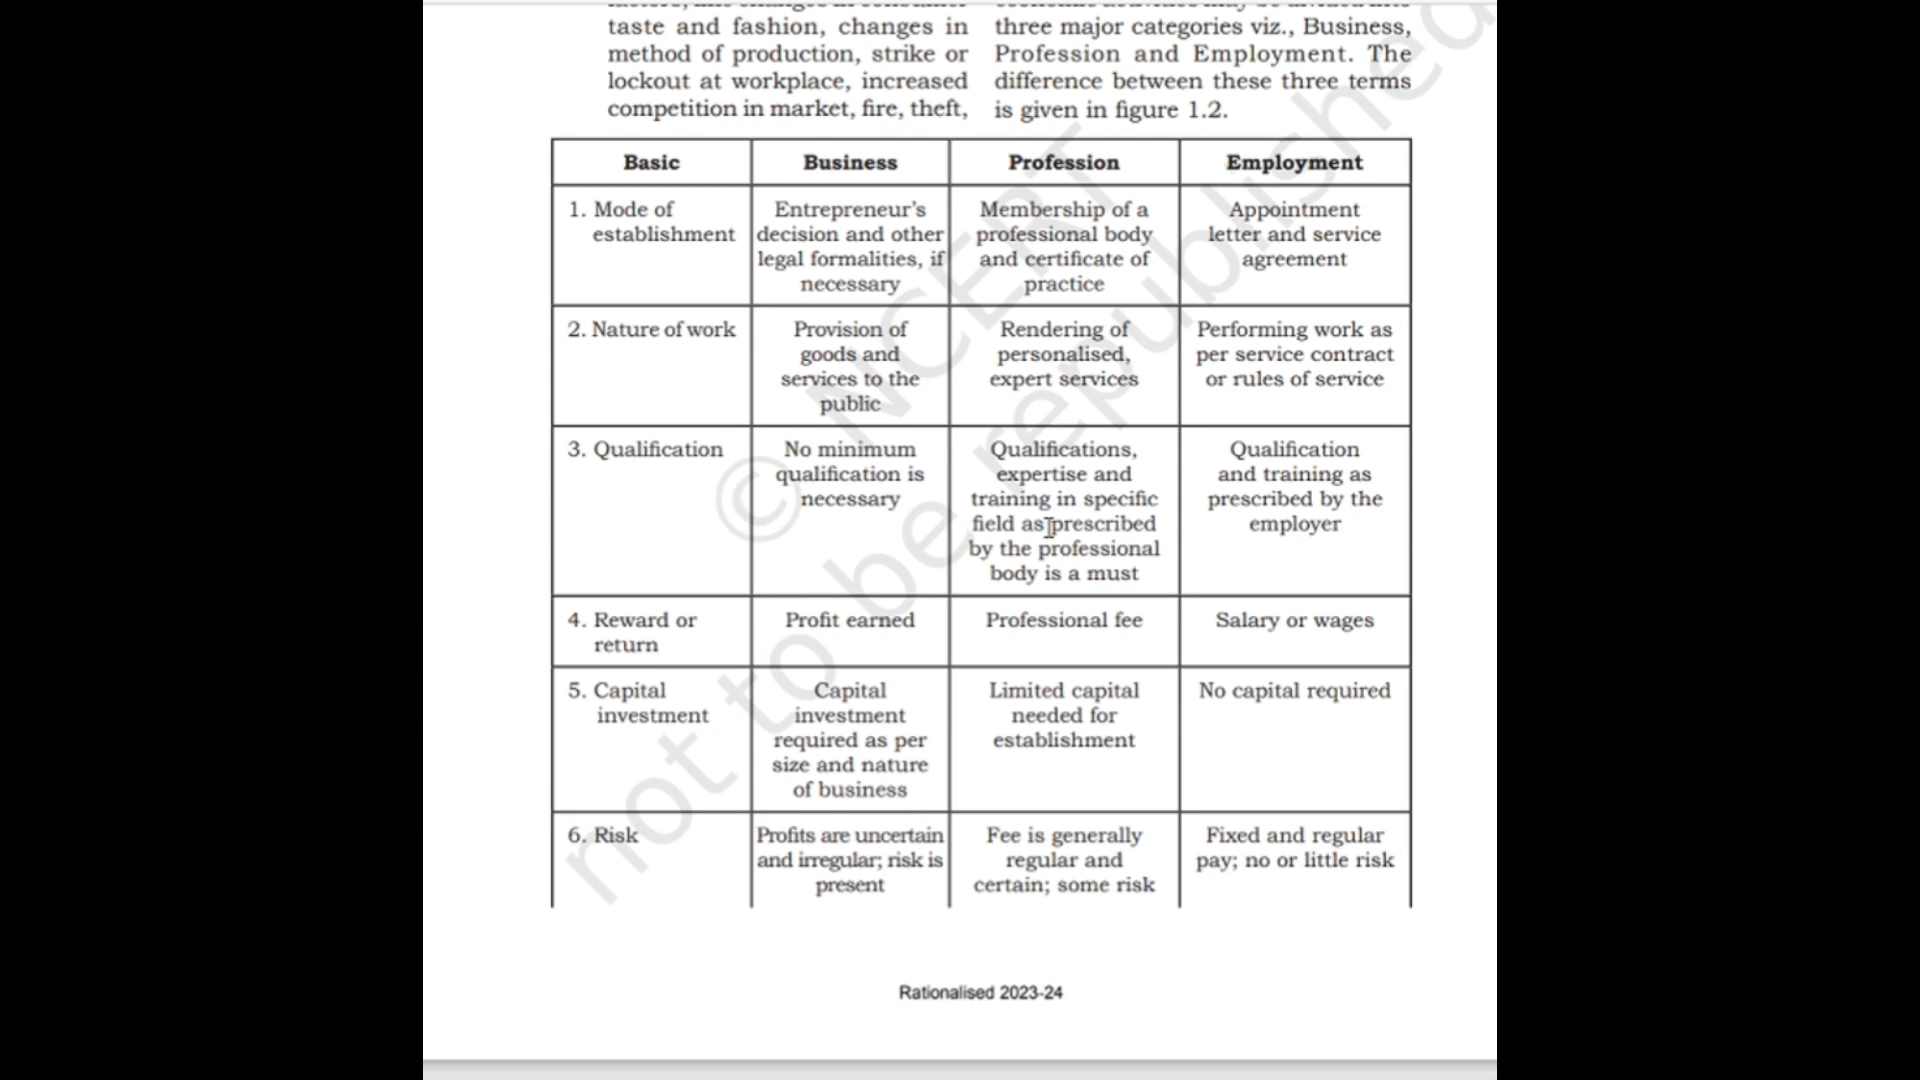 taste and fashion, changes in
method of production, strike or
lockout at workplace, increased
competition in market, fire, theft,
three major categories viz., Business,
Profession and Employment. The
difference between these three terms
is given in figure 1.2.
Basic
Business
Profession
Employment
1. Mode of
establishment
Entrepreneur's
decision and other
legal formalities, if
necessary
Membership of a
professional body
and certificate of
practice
Appointment
letter and service
agreement
2. Nature of work
Provision of
goods and
services to the
public
Rendering of
personalised,
expert services
Performing work as
per service contract
or rules of service
3. Qualification
No minimum
qualification is
necessary
Qualifications,
expertise and
training in specific
field as prescribed
by the professional
body is a must
Qualification
and training as
prescribed by the
employer
4. Reward or
return
Profit earned
Professional fee
Salary or wages
5. Capital
investment
Capital
investment
required as per
size and nature
of business
Limited capital
needed for
establishment
No capital required
6. Risk
Profits are uncertain
and irregular; risk is
present
Fee is generally
regular and
certain; some risk
Fixed and regular
pay; no or little risk
© NCERT
not to be republished
Rationalised 2023-24